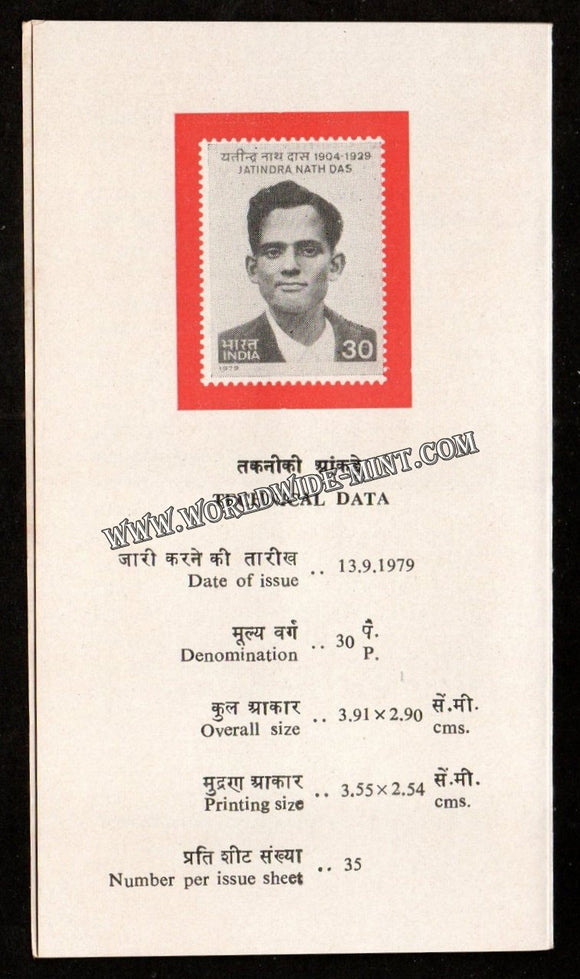 यतीन्द्र नाथ दास 1904-1929
JATINDRA NATH DAS
भारत
INDIA
30
1979
तकनीकी आंकड़े
TECHNICAL DATA
WWW.WORLDWIDE-MINT.COM
जारी करने की तारीख .. 13.9.1979
Date of issue
मूल्य वर्ग .. 30 पै.
Denomination P.
कुल आकार .. 3.91×2.90 सें.मी.
Overall size cms.
मुद्रण आकार .. 3.55×2.54 सें.मी.
Printing size cms.
प्रति शीट संख्या .. 35
Number per issue sheet